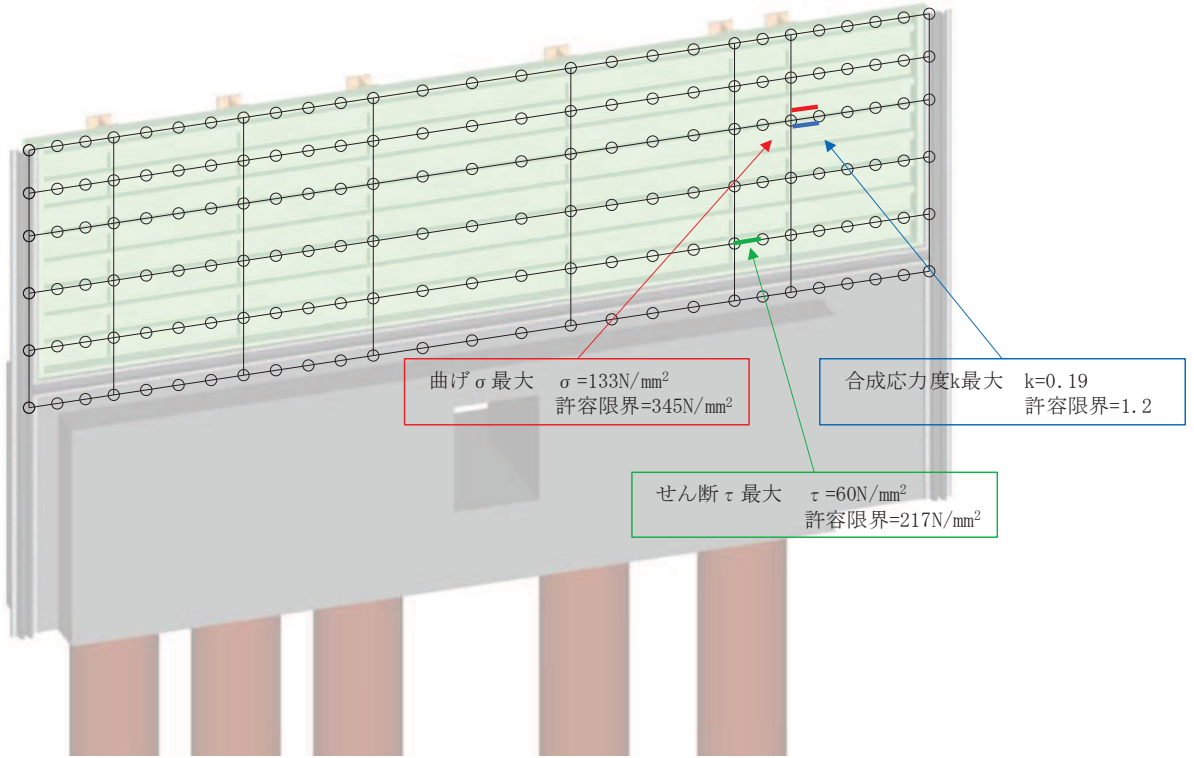 曲げσ最大　σ=133N/mm²
許容限界=345N/mm²
合成応力度k最大　k=0.19
許容限界=1.2
せん断τ最大　τ=60N/mm²
許容限界=217N/mm²